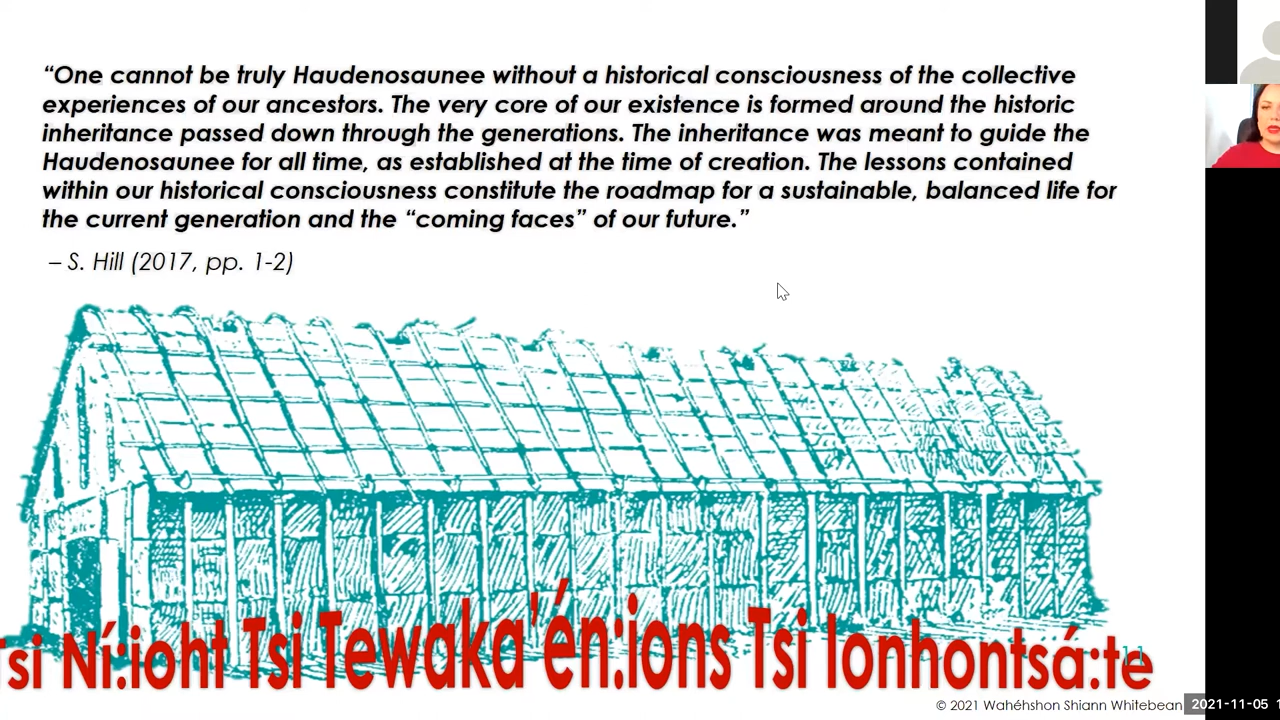 “One cannot be truly Haudenosaunee without a historical consciousness of the collective
experiences of our ancestors. The very core of our existence is formed around the historic
inheritance passed down through the generations. The inheritance was meant to guide the
Haudenosaunee for all time, as established at the time of creation. The lessons contained
within our historical consciousness constitute the roadmap for a sustainable, balanced life for
the current generation and the “coming faces” of our future.”
– S. Hill (2017, pp. 1-2)
Tsi Ní:ioht Tsi Tewaka’én:ions Tsi Ionhontsá:te
11
© 2021 Wahéhshon Shiann Whitebean
2021-11-05